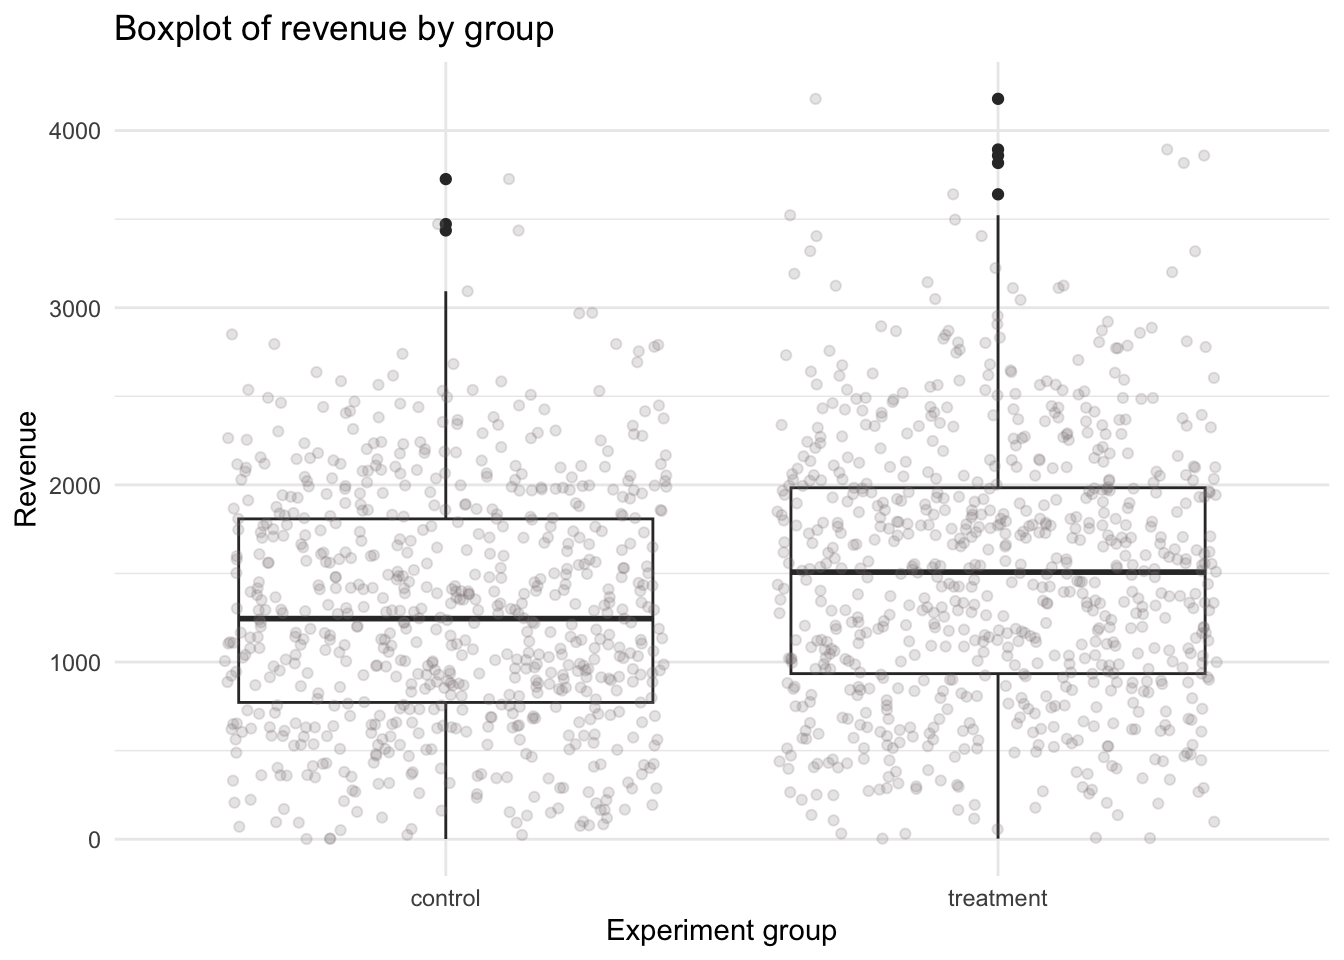 Boxplot of revenue by group
Revenue
4000
3000
2000
1000
0
control treatment
Experiment group